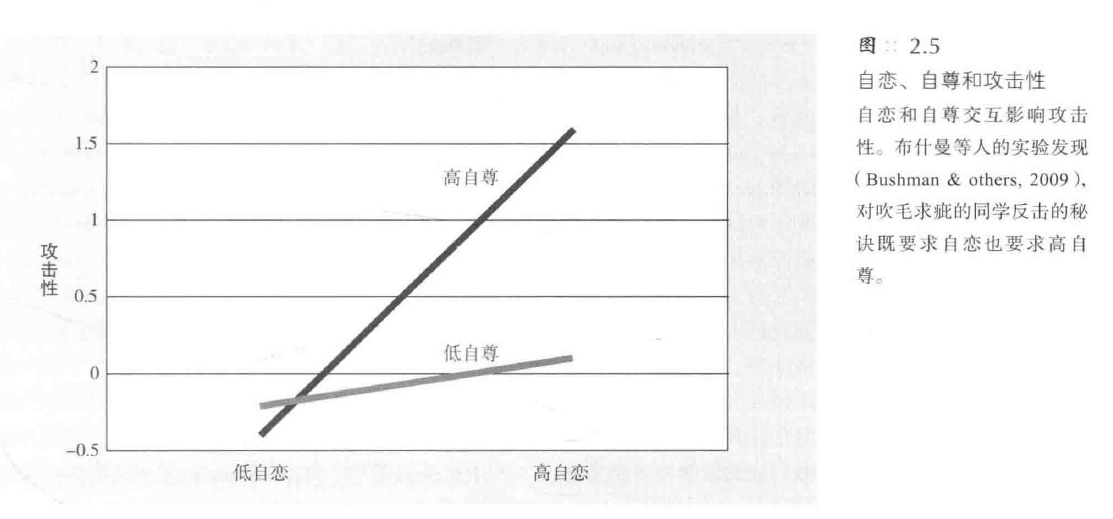 2
1.5
1
0.5
0
-0.5
攻击性
高自尊
低自尊
低自恋
高自恋
图 :: 2.5
自恋、自尊和攻击性
自恋和自尊交互影响攻击
性。布什曼等人的实验发现
（Bushman & others, 2009），
对吹毛求疵的同学反击的秘
诀既要求自恋也要求高自
尊。